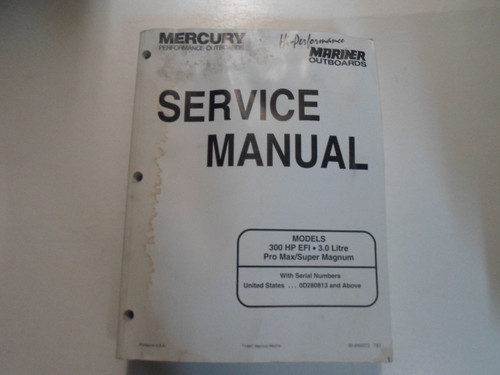 MERCURY
PERFORMANCE OUTBOARDS
Hi-Performance
MARINER
OUTBOARDS
SERVICE
MANUAL
MODELS
300 HP EFI • 3.0 Litre
Pro Max/Super Magnum
With Serial Numbers
United States . . . 0D280813 and Above